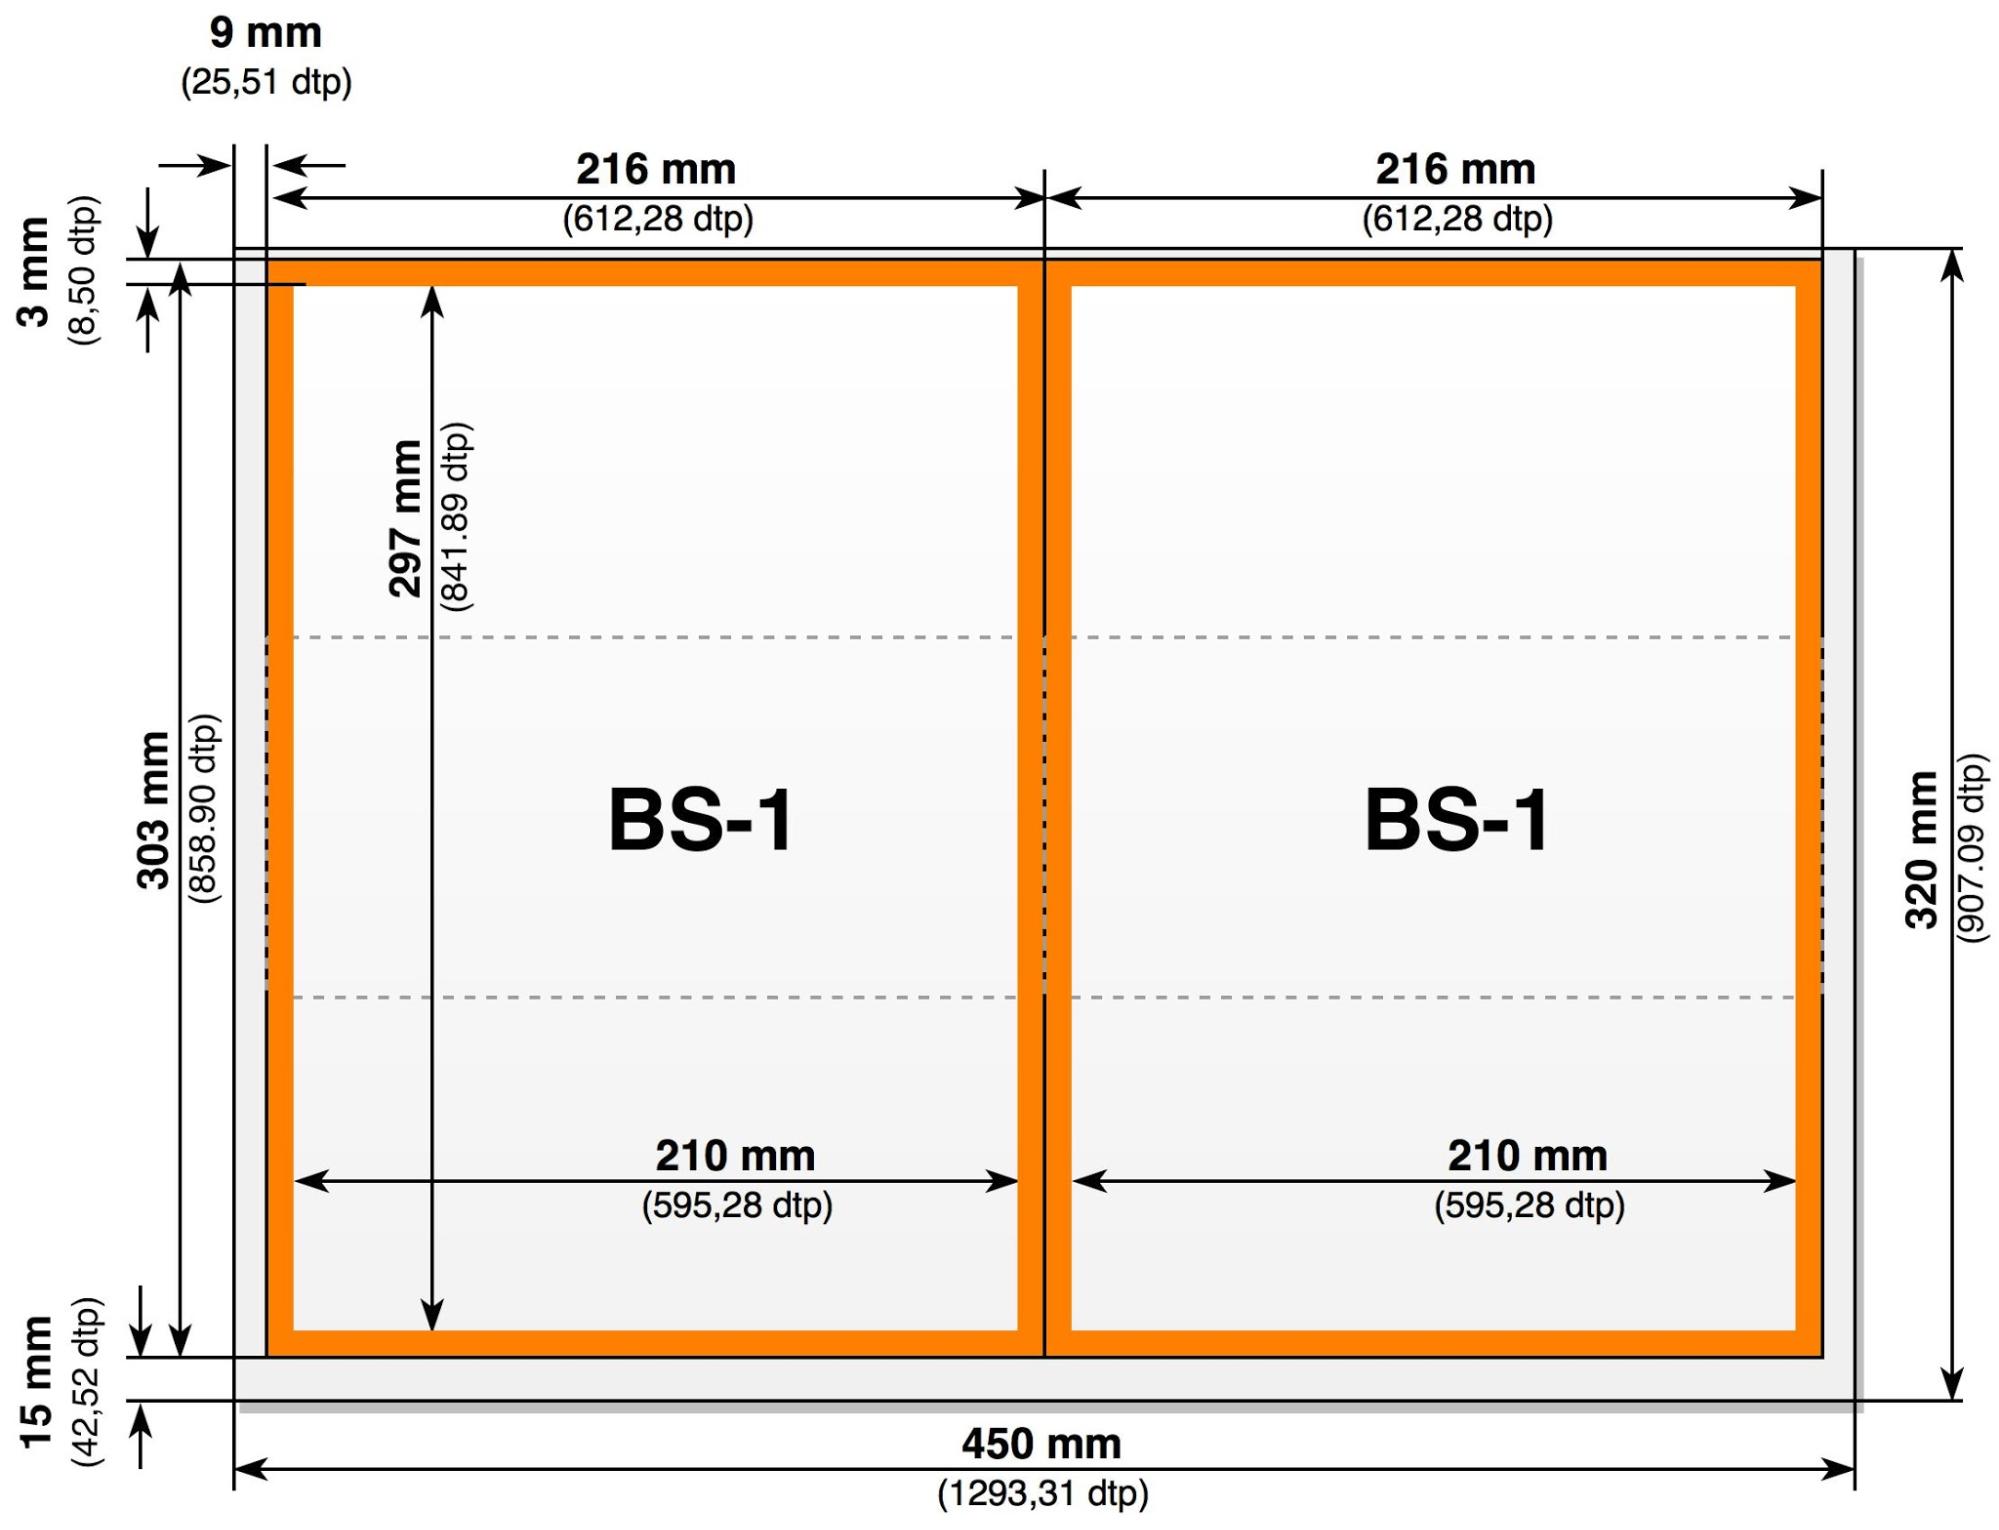 9 mm
(25,51 dtp)
216 mm
(612,28 dtp)
216 mm
(612,28 dtp)
3 mm
(8,50 dtp)
297 mm
(841.89 dtp)
303 mm
(858.90 dtp)
BS-1
BS-1
320 mm
(907.09 dtp)
210 mm
(595,28 dtp)
210 mm
(595,28 dtp)
15 mm
(42,52 dtp)
450 mm
(1293,31 dtp)